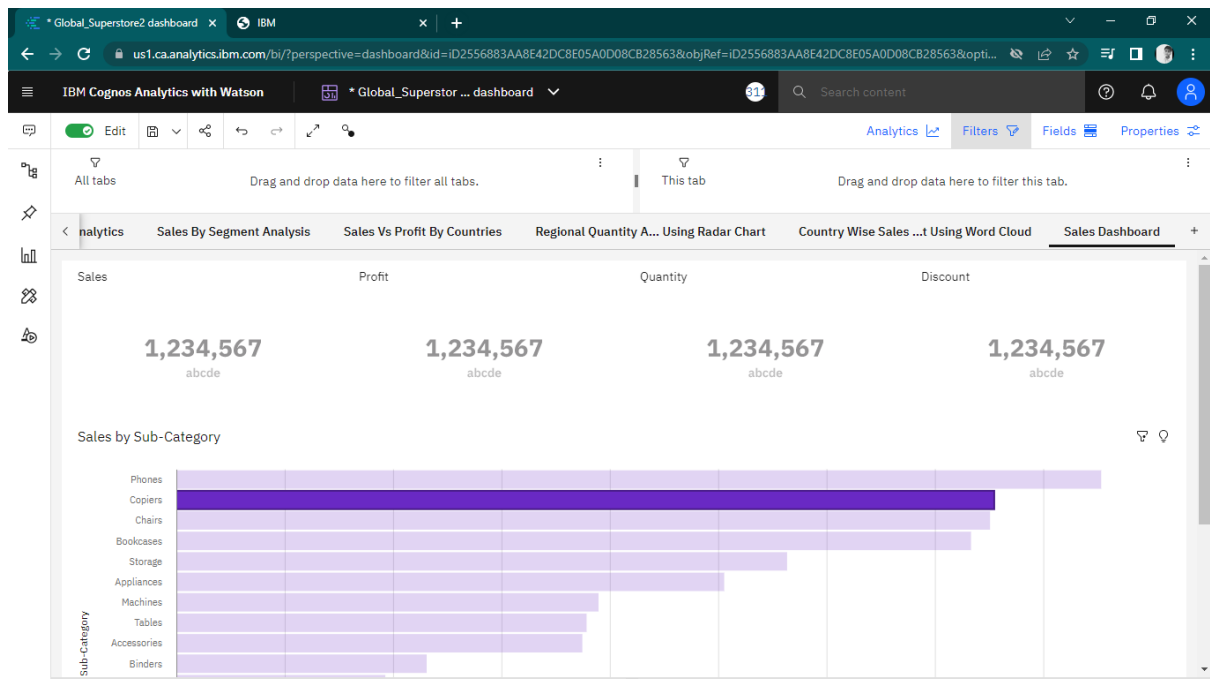 * Global_Superstore2 dashboard
IBM
us1.ca.analytics.ibm.com/bi/?perspective=dashboard&id=iD2556883AA8E42DC8E05A0D08CB28563&objRef=iD2556883AA8E42DC8E05A0D08CB28563&opti...
IBM Cognos Analytics with Watson
* Global_Superstor ... dashboard
311
Search content
Edit
Analytics
Filters
Fields
Properties
All tabs
Drag and drop data here to filter all tabs.
This tab
Drag and drop data here to filter this tab.
nalytics
Sales By Segment Analysis
Sales Vs Profit By Countries
Regional Quantity A... Using Radar Chart
Country Wise Sales ...t Using Word Cloud
Sales Dashboard
Sales
Profit
Quantity
Discount
1,234,567
1,234,567
1,234,567
1,234,567
abcde
abcde
abcde
abcde
Sales by Sub-Category
Phones
Copiers
Chairs
Bookcases
Storage
Appliances
Machines
Tables
Accessories
Binders
Sub-Category